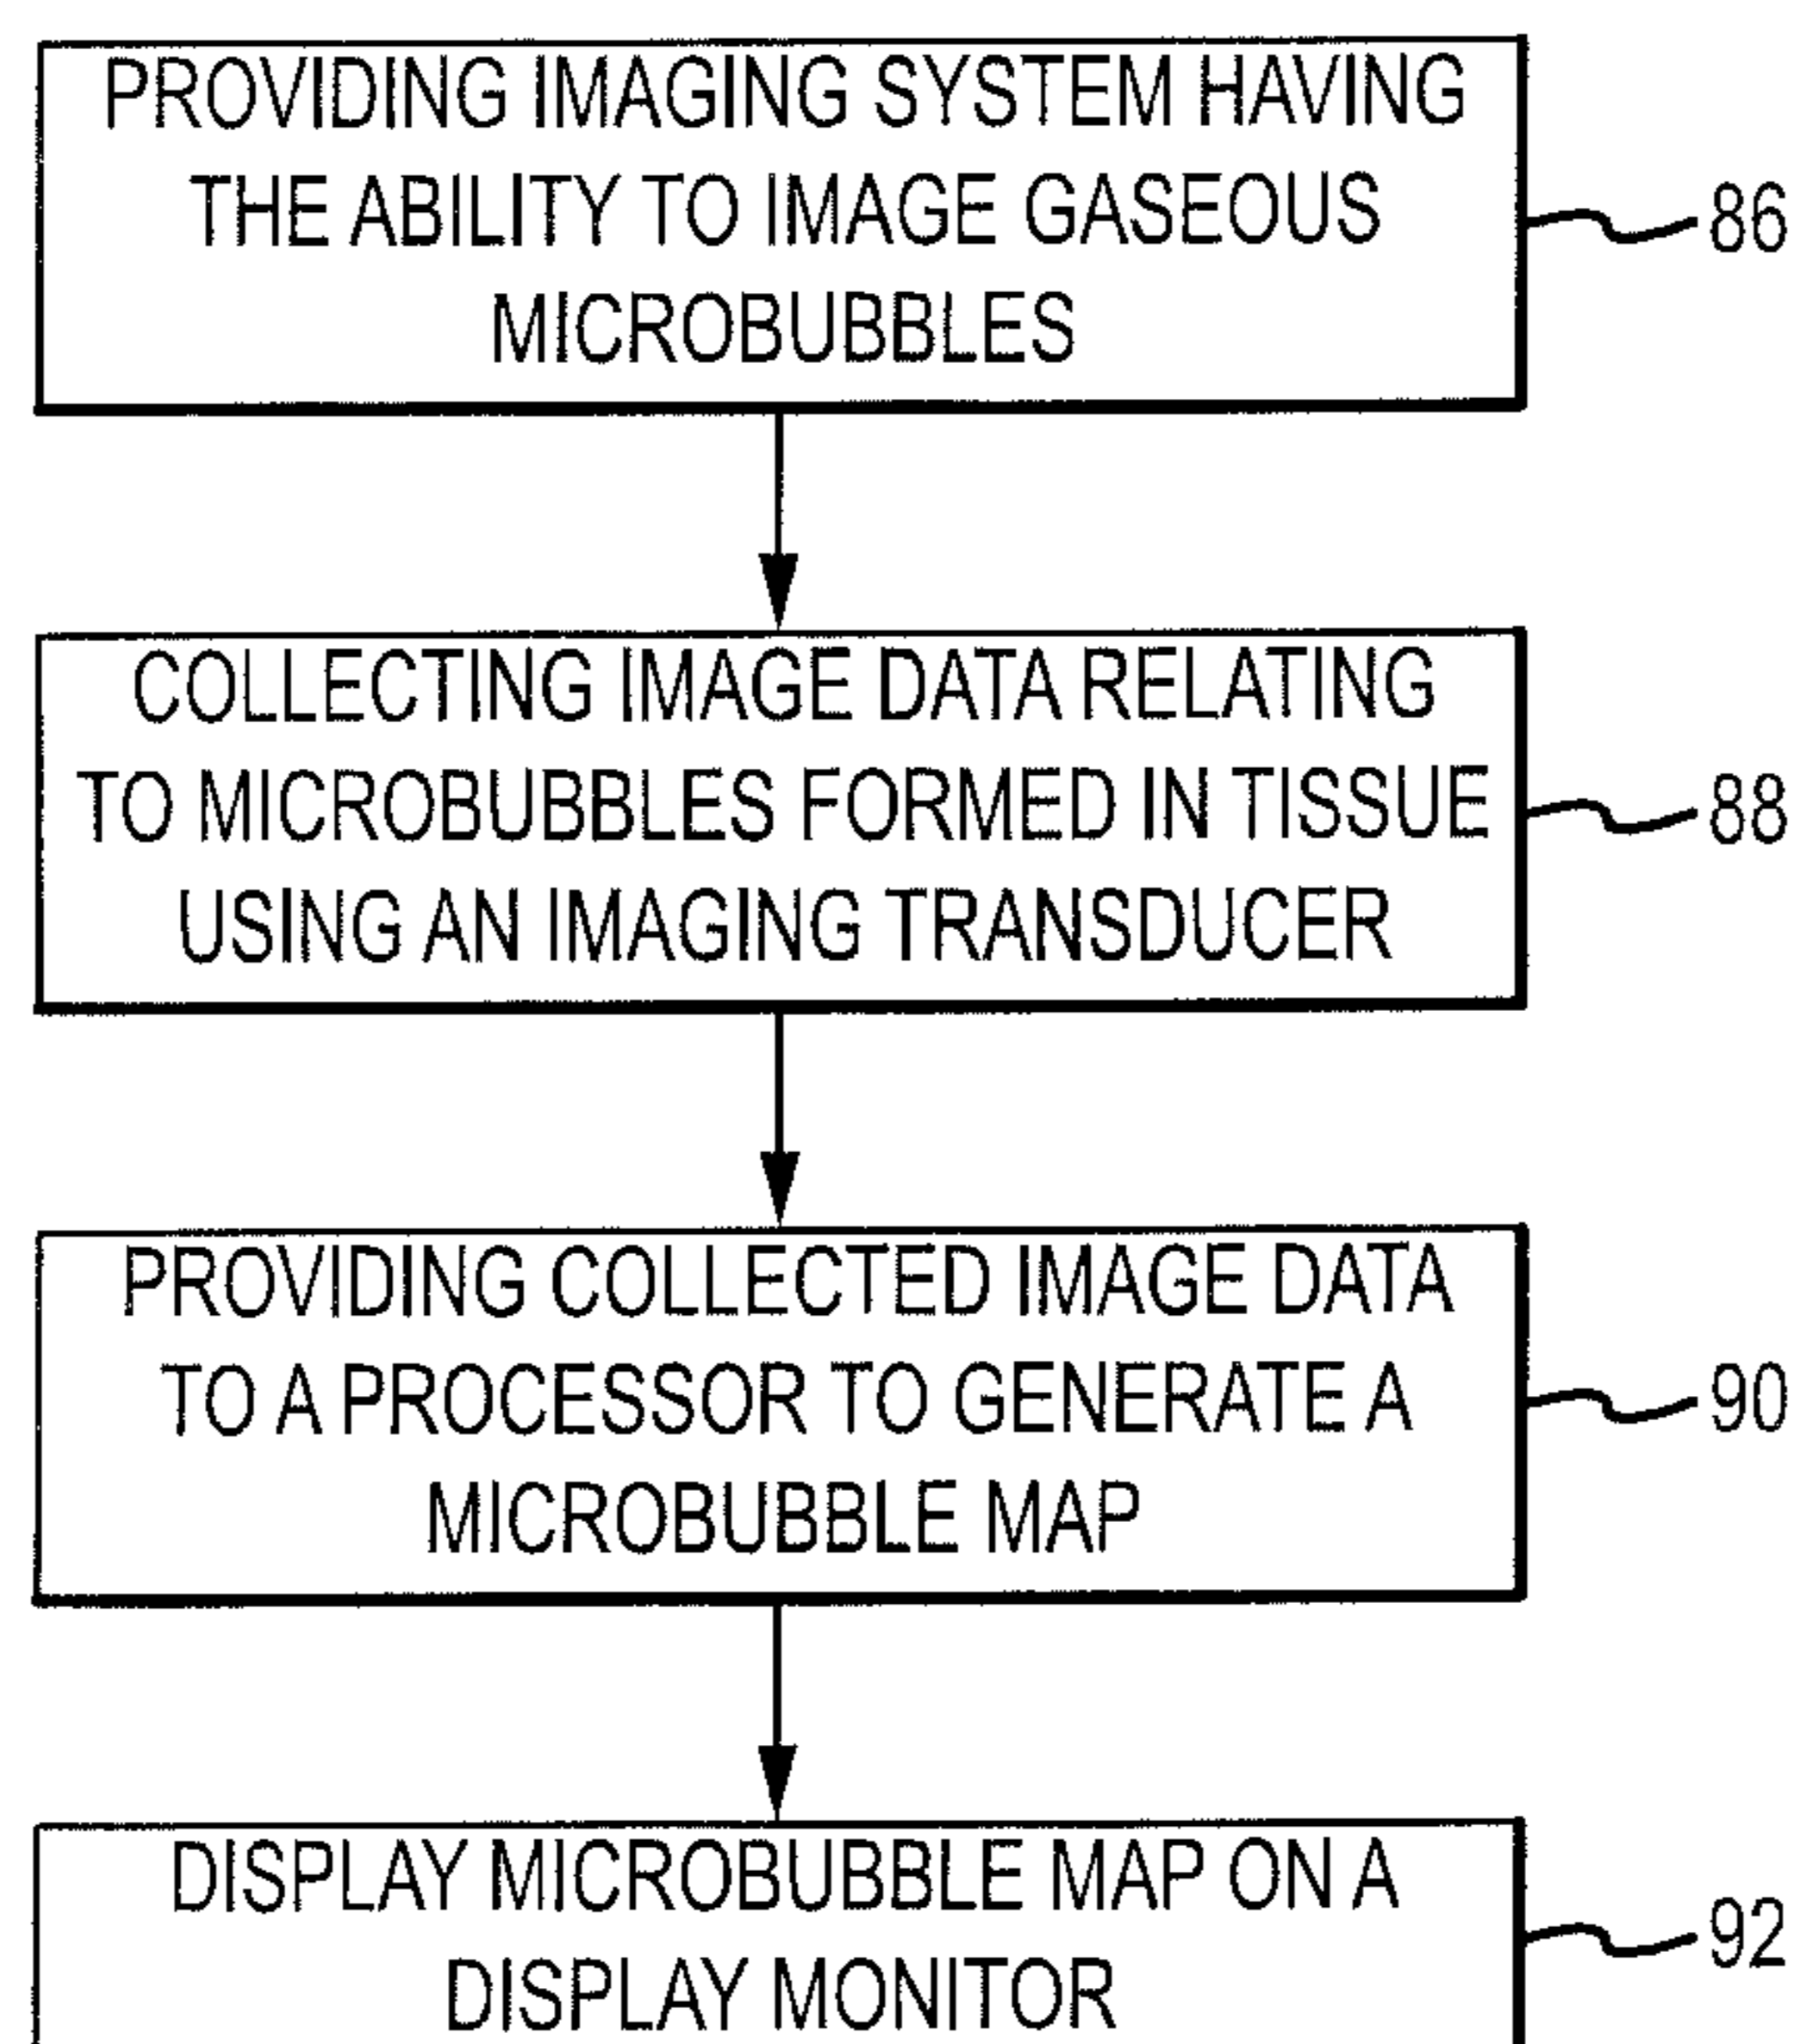 PROVIDING IMAGING SYSTEM HAVING
THE ABILITY TO IMAGE GASEOUS
MICROBUBBLES
86
COLLECTING IMAGE DATA RELATING
TO MICROBUBBLES FORMED IN TISSUE
USING AN IMAGING TRANSDUCER
88
PROVIDING COLLECTED IMAGE DATA
TO A PROCESSOR TO GENERATE A
MICROBUBBLE MAP
90
DISPLAY MICROBUBBLE MAP ON A
DISPLAY MONITOR
92